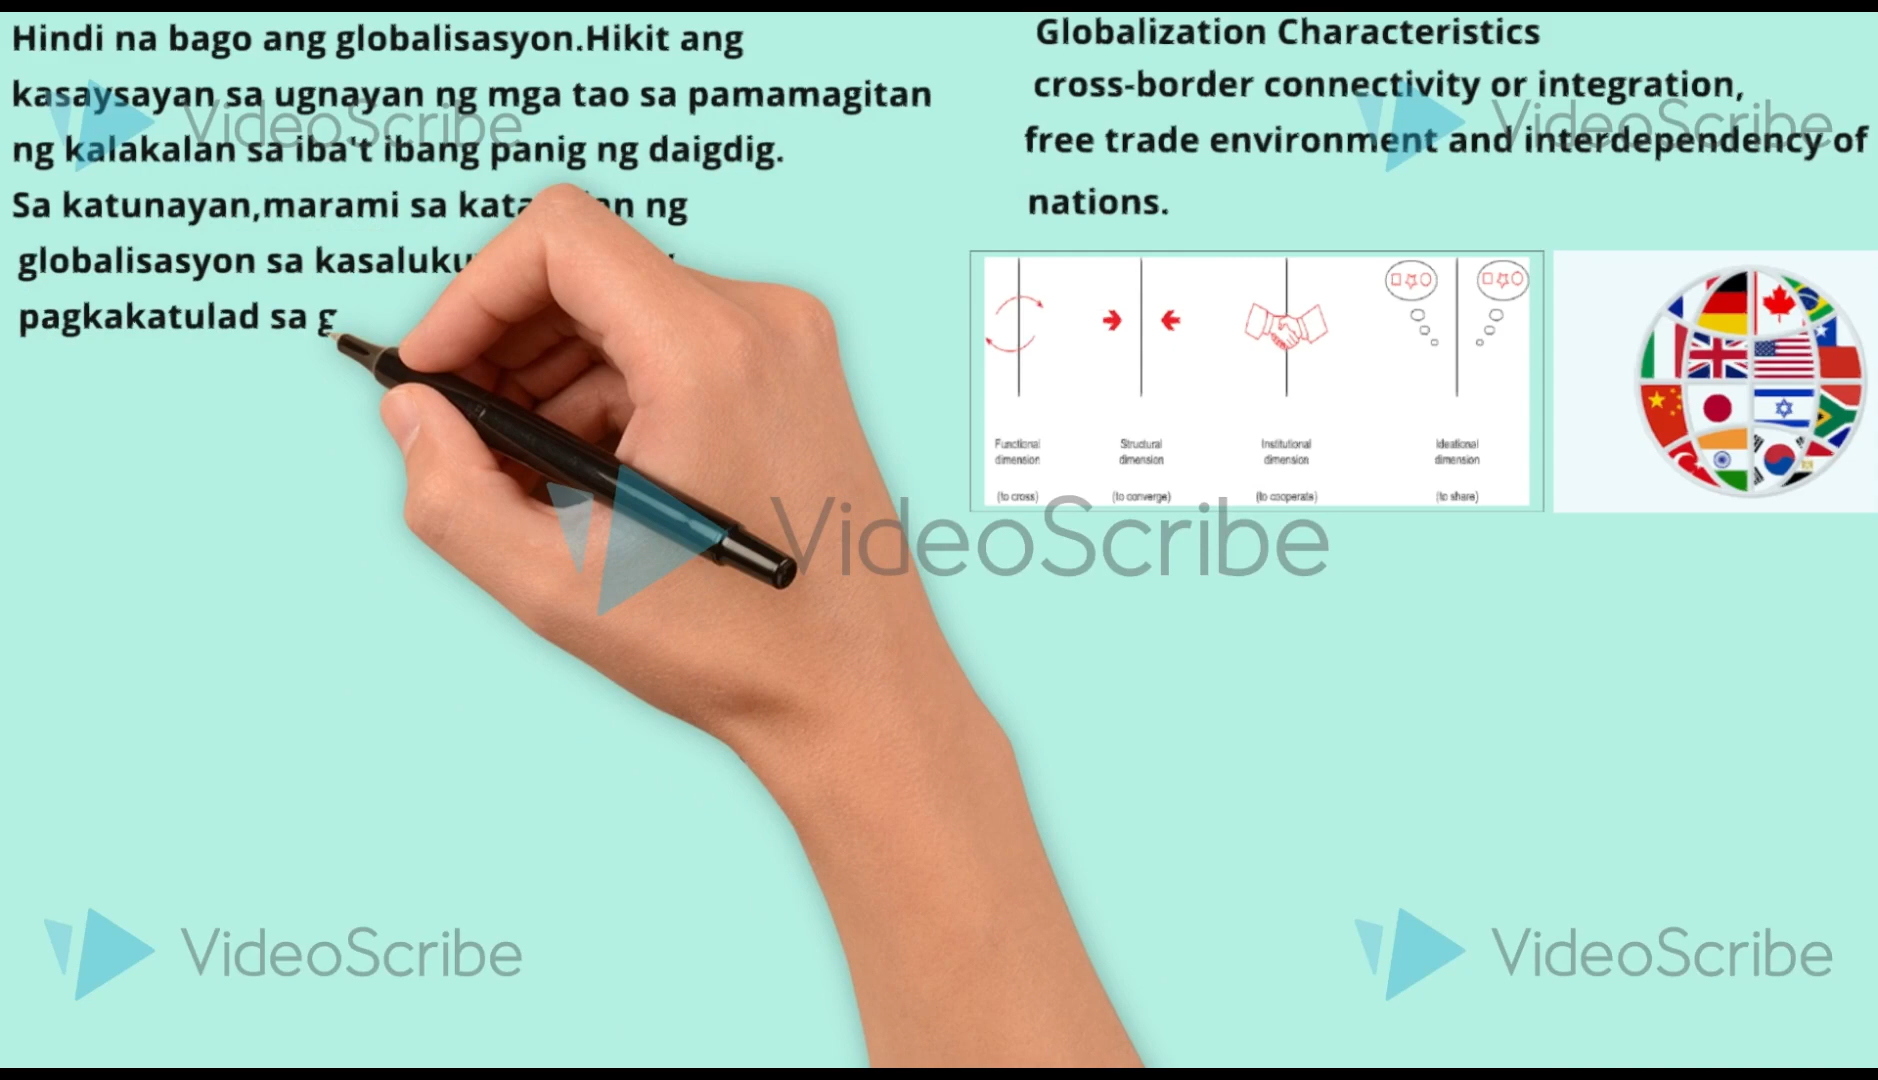 Hindi na bago ang globalisasyon.Hikit ang
kasaysayan sa ugnayan ng mga tao sa pamamagitan
ng kalakalan sa iba't ibang panig ng daigdig.
Sa katunayan,marami sa ng
globalisasyon sa
pagkakatulad sa
Globalization Characteristics
cross-border connectivity or integration,
free trade environment and interdependency of
nations.
Functional dimension (to cross)
Structural dimension (to converge)
Institutional dimension (to cooperate)
Ideational dimension (to share)
VideoScribe
VideoScribe
VideoScribe
VideoScribe
VideoScribe